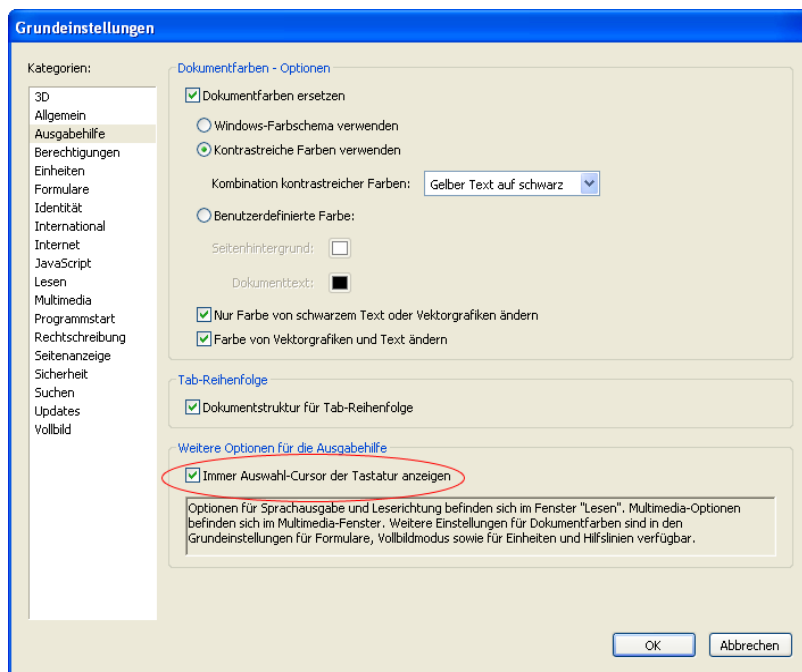 Grundeinstellungen
Kategorien:
3D
Allgemein
Ausgabehilfe
Berechtigungen
Einheiten
Formulare
Identität
International
Internet
JavaScript
Lesen
Multimedia
Programmstart
Rechtschreibung
Seitenanzeige
Sicherheit
Suchen
Updates
Vollbild
Dokumentfarben - Optionen
Dokumentfarben ersetzen
Windows-Farbschema verwenden
Kontrastreiche Farben verwenden
Kombination kontrastreicher Farben: Gelber Text auf schwarz
Benutzerdefinierte Farbe:
Seitenhintergrund:
Dokumenttext:
Nur Farbe von schwarzem Text oder Vektorgrafiken ändern
Farbe von Vektorgrafiken und Text ändern
Tab-Reihenfolge
Dokumentstruktur für Tab-Reihenfolge
Weitere Optionen für die Ausgabehilfe
Immer Auswahl-Cursor der Tastatur anzeigen
Optionen für Sprachausgabe und Leserichtung befinden sich im Fenster "Lesen". Multimedia-Optionen
befinden sich im Multimedia-Fenster. Weitere Einstellungen für Dokumentfarben sind in den
Grundeinstellungen für Formulare, Vollbildmodus sowie für Einheiten und Hilfslinien verfügbar.
OK Abbrechen